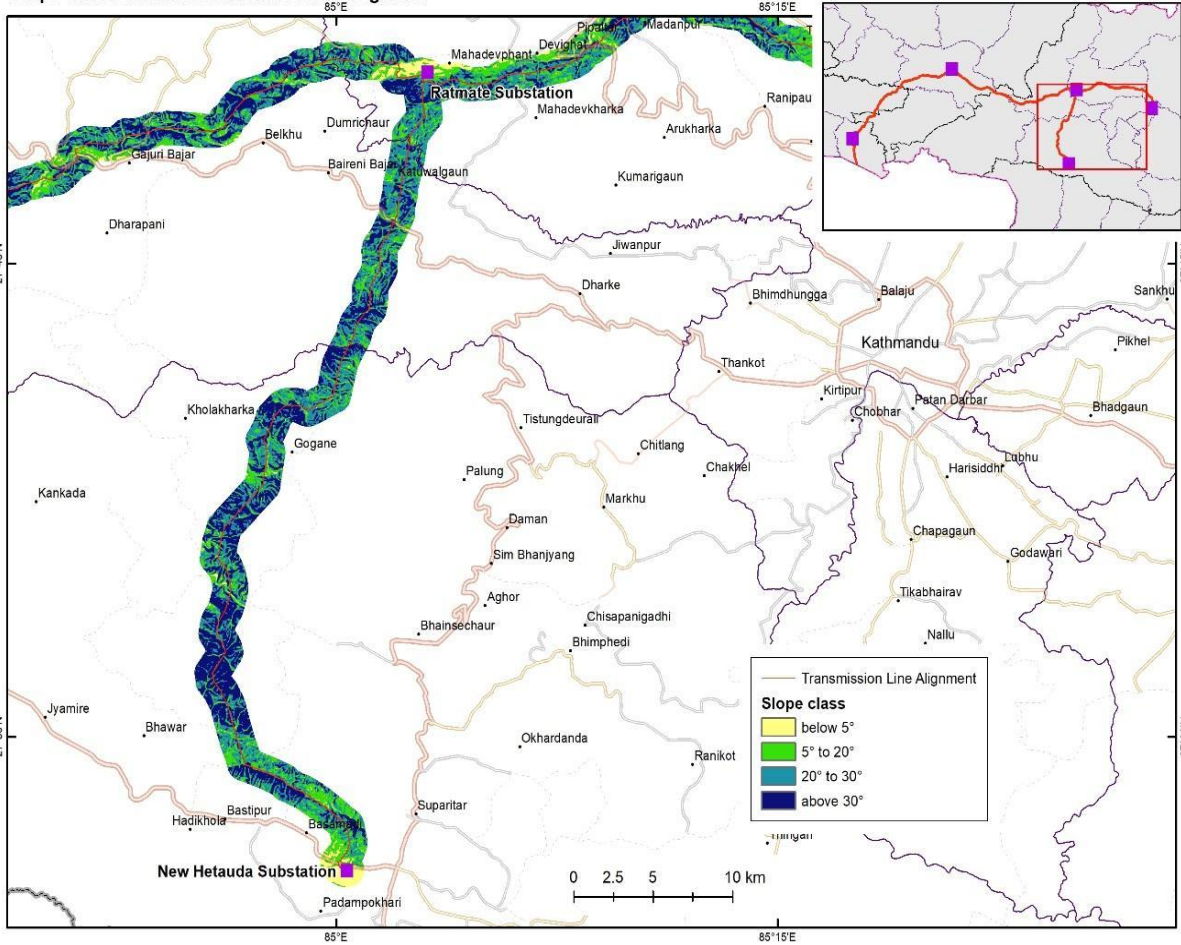 85°E
85°15'E
Madanpur
Pipaltar
Devighat
Mahadevphant
Ratmate Substation
Mahadevkharka
Ranipau
Dumrichaur
Belkhu
Arukharka
Gajuri Bajar
Baireni Bajar
Katuwalgaun
Kumarigaun
Dharapani
Jiwanpur
Dharke
Bhimdhungga
Balaju
Sankhu
Kathmandu
Pikhel
Thankot
Kirtipur
Patan Darbar
Chobhar
Bhadgaun
Kholakharka
Tistungdeurali
Gogane
Chitlang
Lubhu
Palung
Chakhel
Harisiddhi
Kankada
Markhu
Daman
Chapagaun
Sim Bhanjyang
Godawari
Aghor
Tikabhairav
Chisapanigadhi
Bhainsechaur
Nallu
Bhimphedi
Transmission Line Alignment
Slope class
below 5°
5° to 20°
20° to 30°
above 30°
Jyamire
Bhawar
Okhardanda
Ranikot
Bastipur
Suparitar
Hadikhola
New Hetauda Substation
0 2.5 5 10 km
Padampokhari
85°E
85°15'E